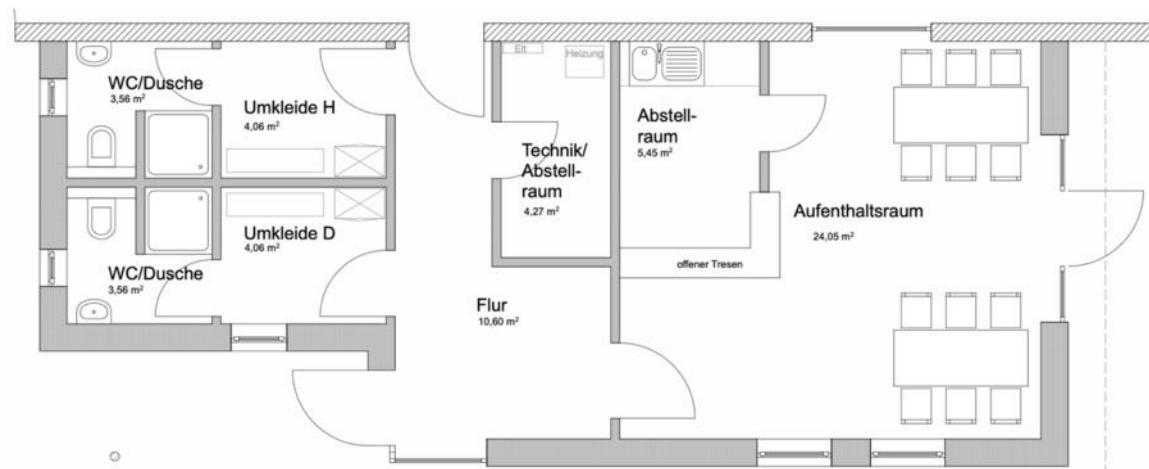 Elt
Heizung
WC/Dusche
3,56 m²
Umkleide H
4,06 m²
Technik/
Abstell-
raum
4,27 m²
Abstell-
raum
5,45 m²
Aufenthaltsraum
24,05 m²
Umkleide D
4,06 m²
WC/Dusche
3,56 m²
offener Tresen
Flur
10,60 m²